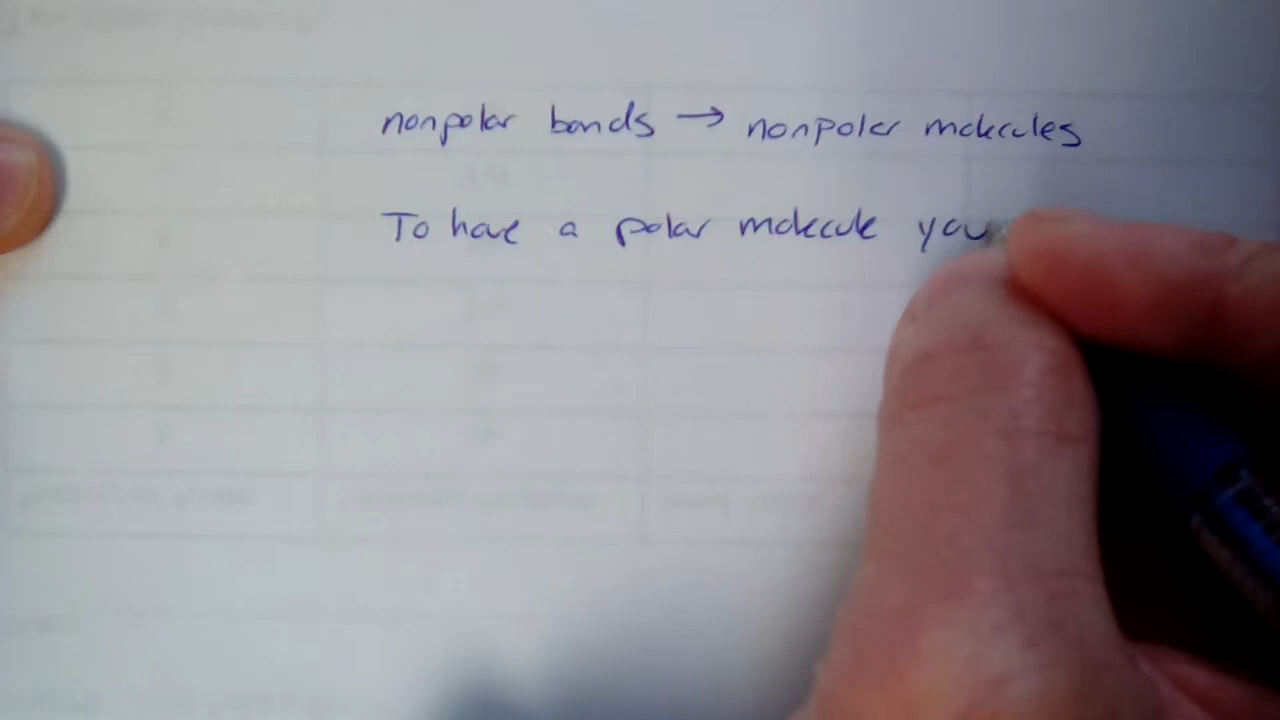 nonpolar bonds → nonpolar molecules
To have a polar molecule you